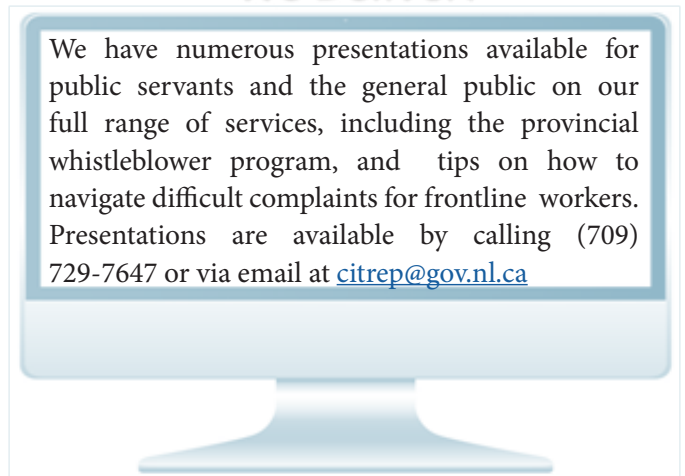 We have numerous presentations available for
public servants and the general public on our
full range of services, including the provincial
whistleblower program, and tips on how to
navigate difficult complaints for frontline workers.
Presentations are available by calling (709)
729-7647 or via email at citrep@gov.nl.ca